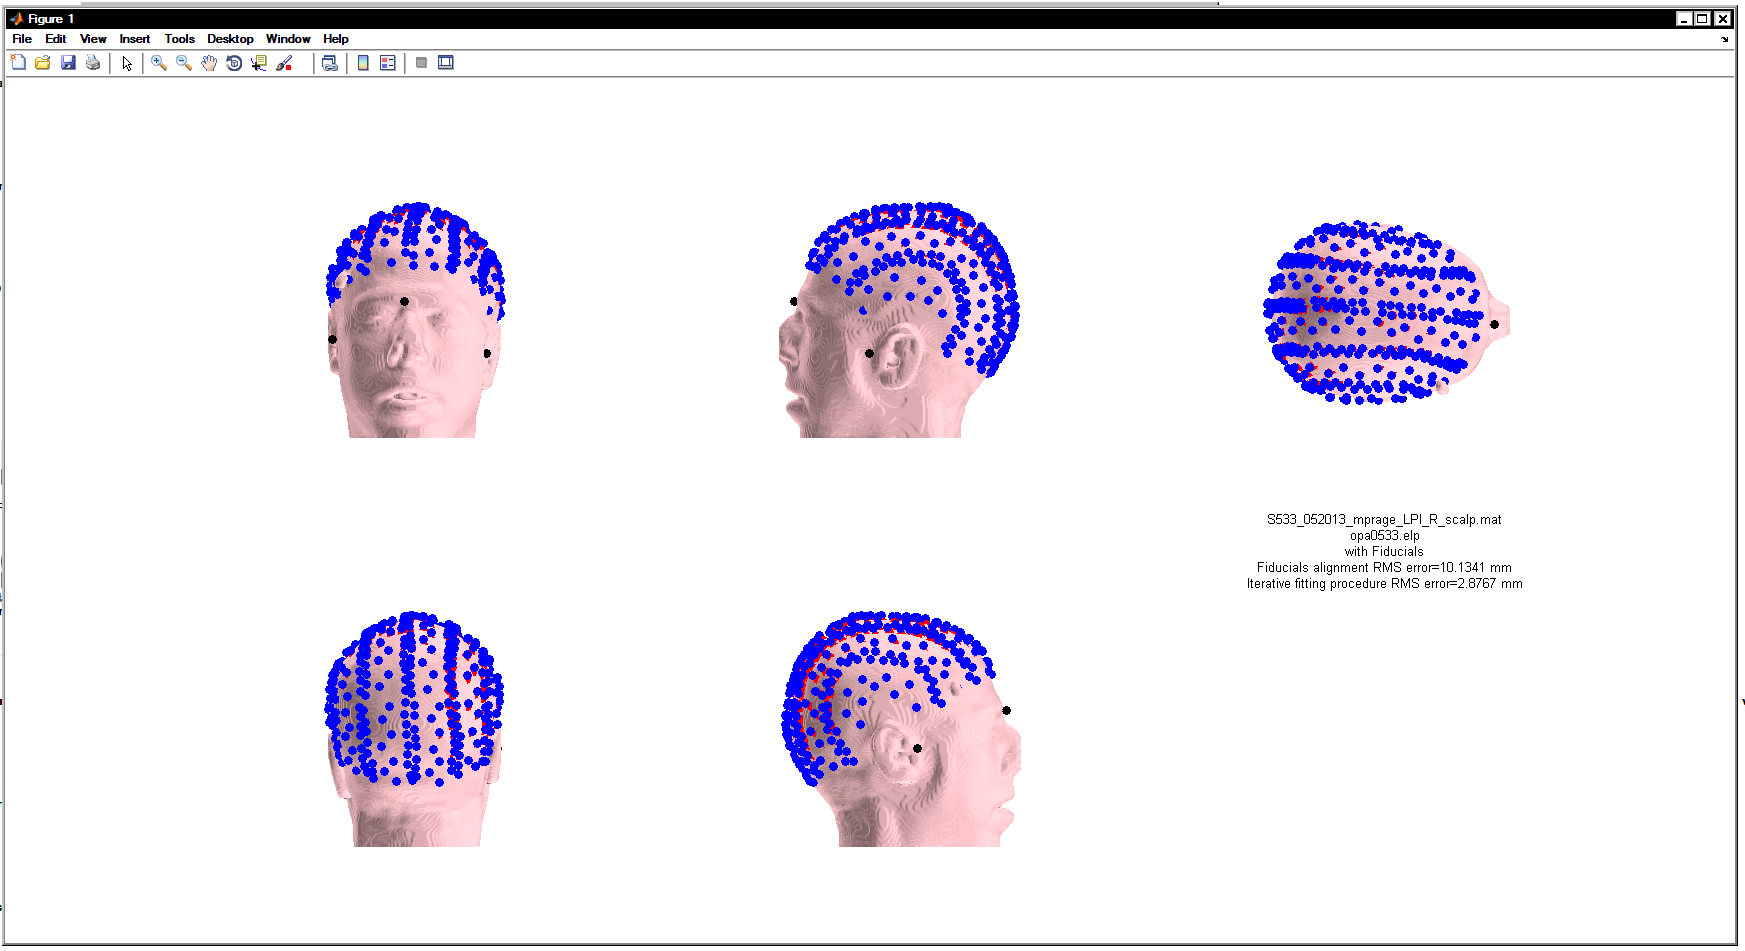 Figure 1
File Edit View Insert Tools Desktop Window Help
S533_052013_mprage_LPI_R_scalp.mat
opa0533.elp
with Fiducials
Fiducials alignment RMS error=10.1341 mm
Iterative fitting procedure RMS error=2.8767 mm